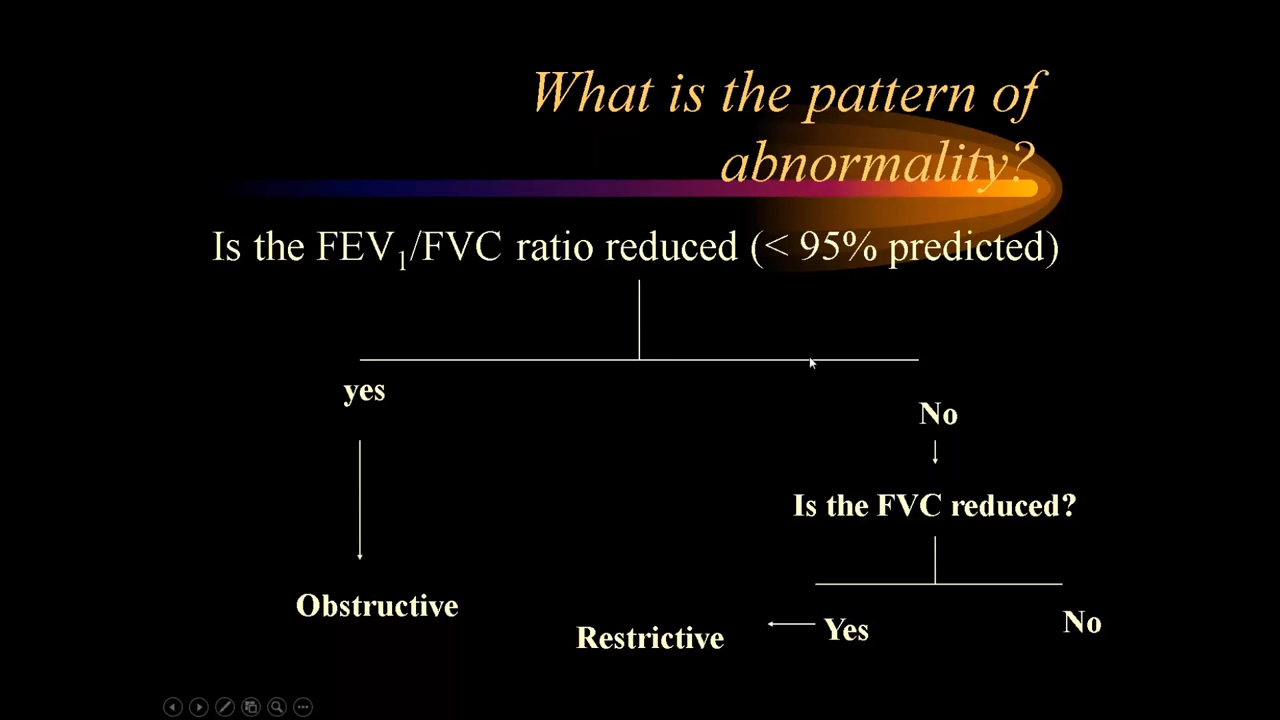 What is the pattern of
abnormality?
Is the FEV₁/FVC ratio reduced (< 95% predicted)
yes
No
Is the FVC reduced?
Obstructive
Restrictive
Yes
No